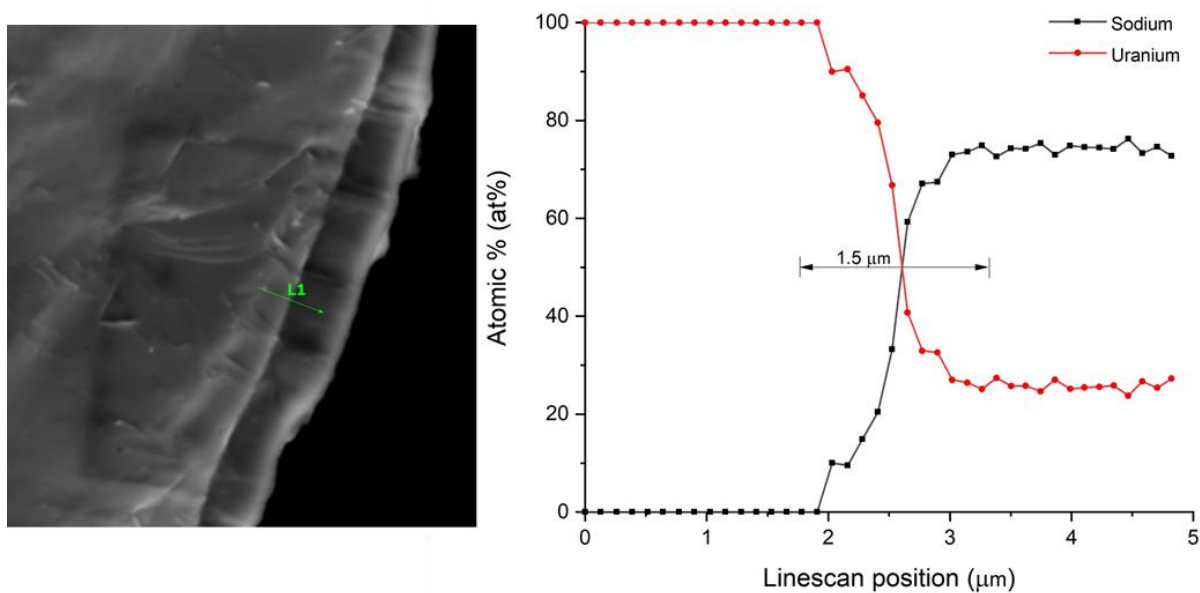 L1
Atomic % (at%)
100
80
60
40
20
0
Sodium
Uranium
1.5 μm
0 1 2 3 4 5
Linescan position (μm)